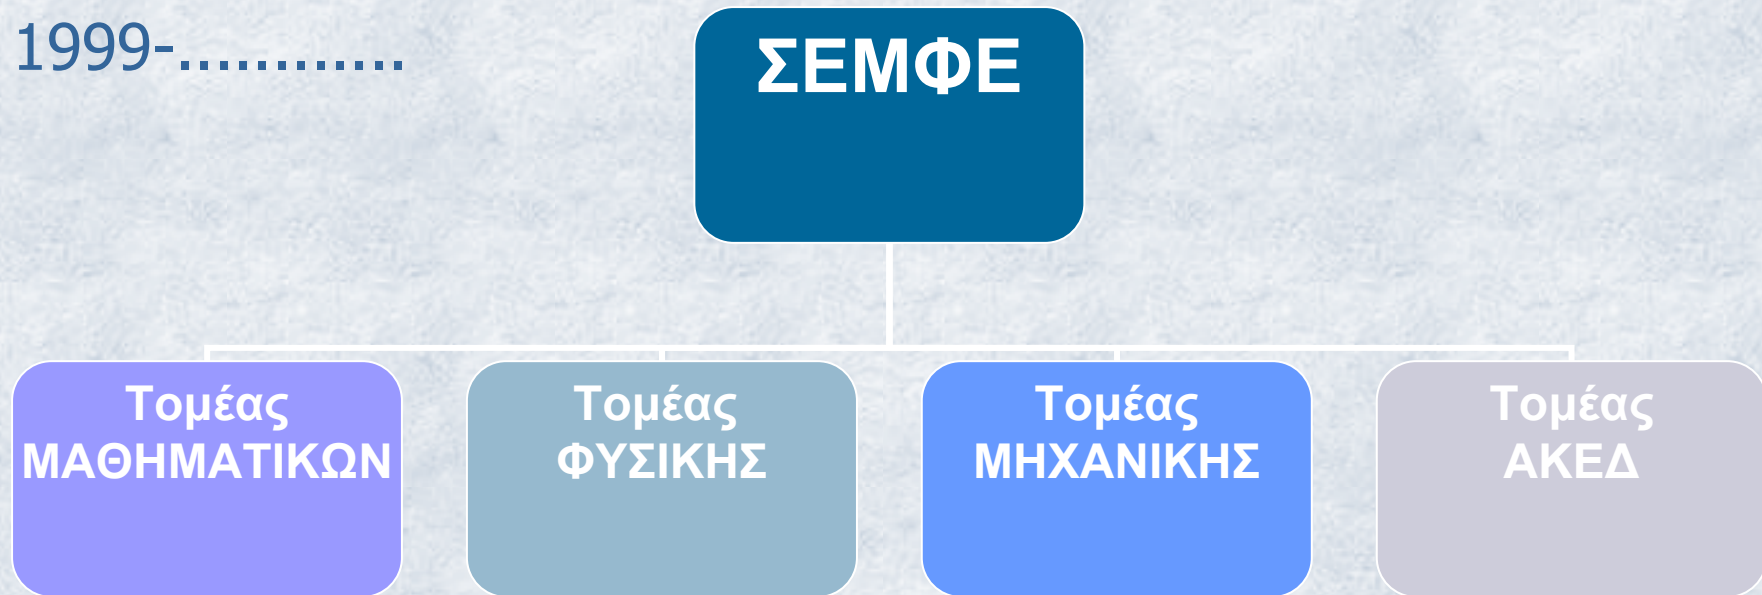 1999-............
ΣΕΜΦΕ
Τομέας
ΜΑΘΗΜΑΤΙΚΩΝ
Τομέας
ΦΥΣΙΚΗΣ
Τομέας
ΜΗΧΑΝΙΚΗΣ
Τομέας
ΑΚΕΔ